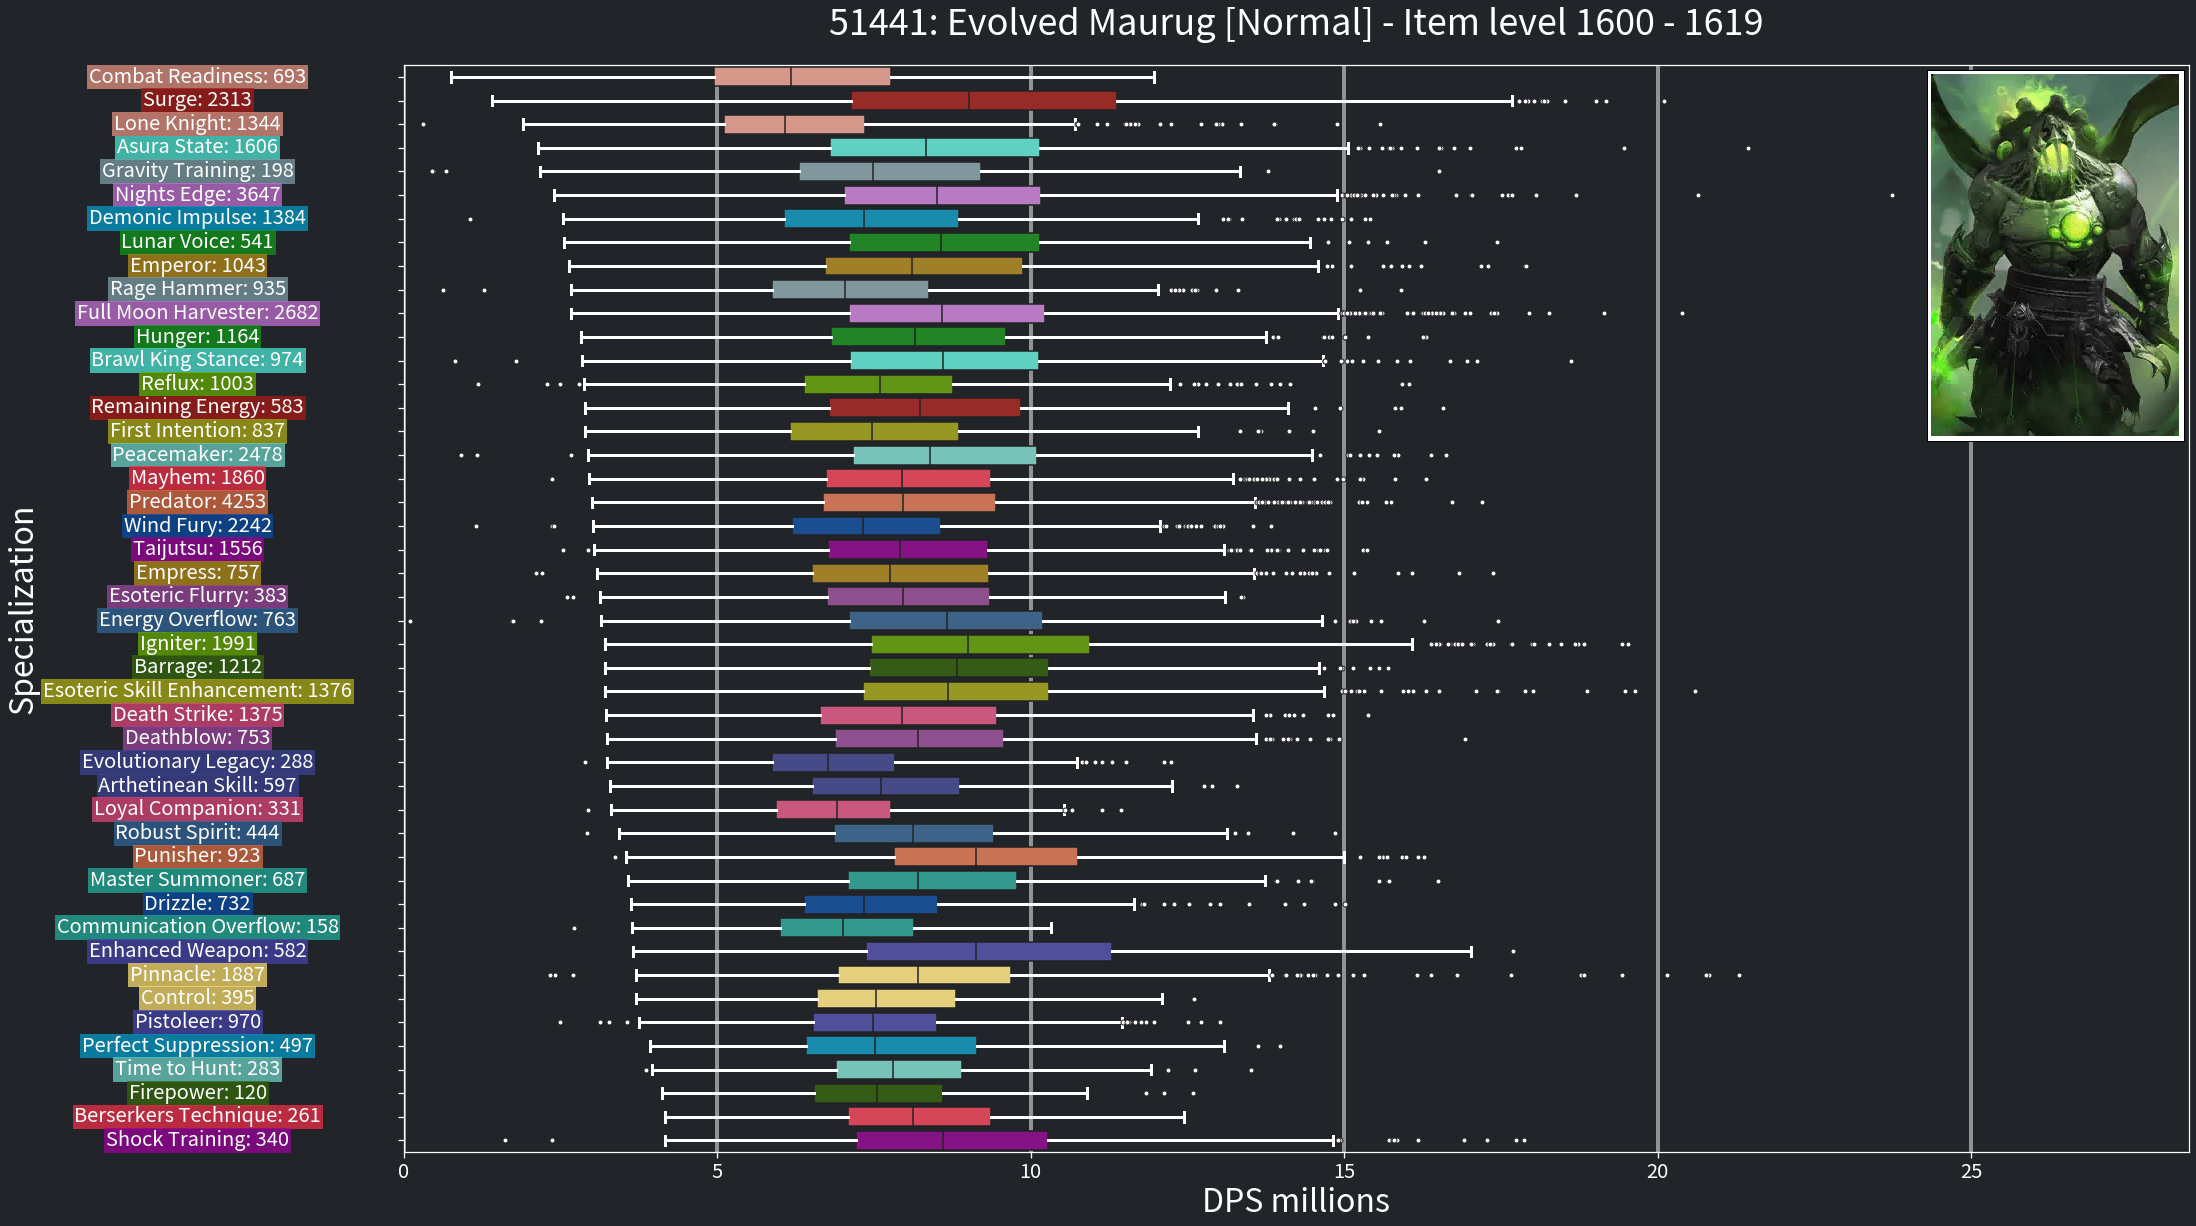 51441: Evolved Maurug [Normal] - Item level 1600 - 1619
Specialization
Combat Readiness: 693
Surge: 2313
Lone Knight: 1344
Asura State: 1606
Gravity Training: 198
Nights Edge: 3647
Demonic Impulse: 1384
Lunar Voice: 541
Emperor: 1043
Rage Hammer: 935
Full Moon Harvester: 2682
Hunger: 1164
Brawl King Stance: 974
Reflux: 1003
Remaining Energy: 583
First Intention: 837
Peacemaker: 2478
Mayhem: 1860
Predator: 4253
Wind Fury: 2242
Taijutsu: 1556
Empress: 757
Esoteric Flurry: 383
Energy Overflow: 763
Igniter: 1991
Barrage: 1212
Esoteric Skill Enhancement: 1376
Death Strike: 1375
Deathblow: 753
Evolutionary Legacy: 288
Arthetinean Skill: 597
Loyal Companion: 331
Robust Spirit: 444
Punisher: 923
Master Summoner: 687
Drizzle: 732
Communication Overflow: 158
Enhanced Weapon: 582
Pinnacle: 1887
Control: 395
Pistoleer: 970
Perfect Suppression: 497
Time to Hunt: 283
Firepower: 120
Berserkers Technique: 261
Shock Training: 340
0 5 10 15 20 25
DPS millions